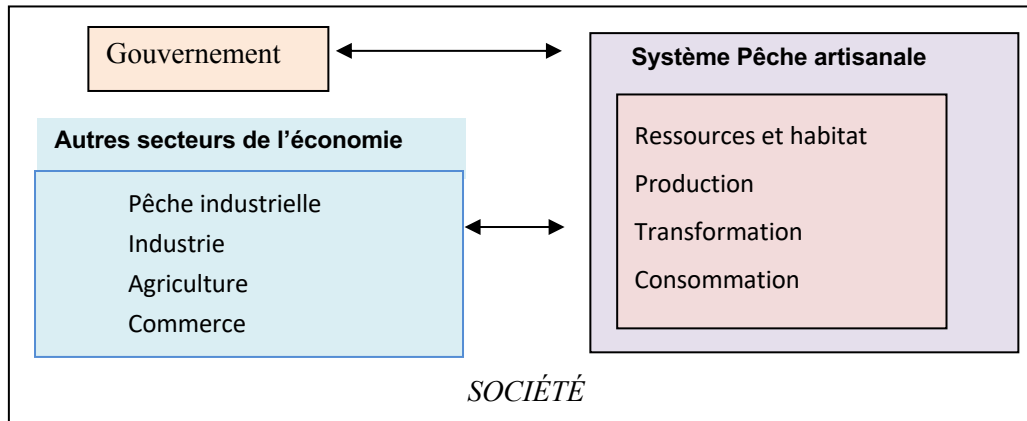 Gouvernement
Système Pêche artisanale
Autres secteurs de l’économie
Ressources et habitat
Production
Transformation
Consommation
Pêche industrielle
Industrie
Agriculture
Commerce
SOCIÉTÉ